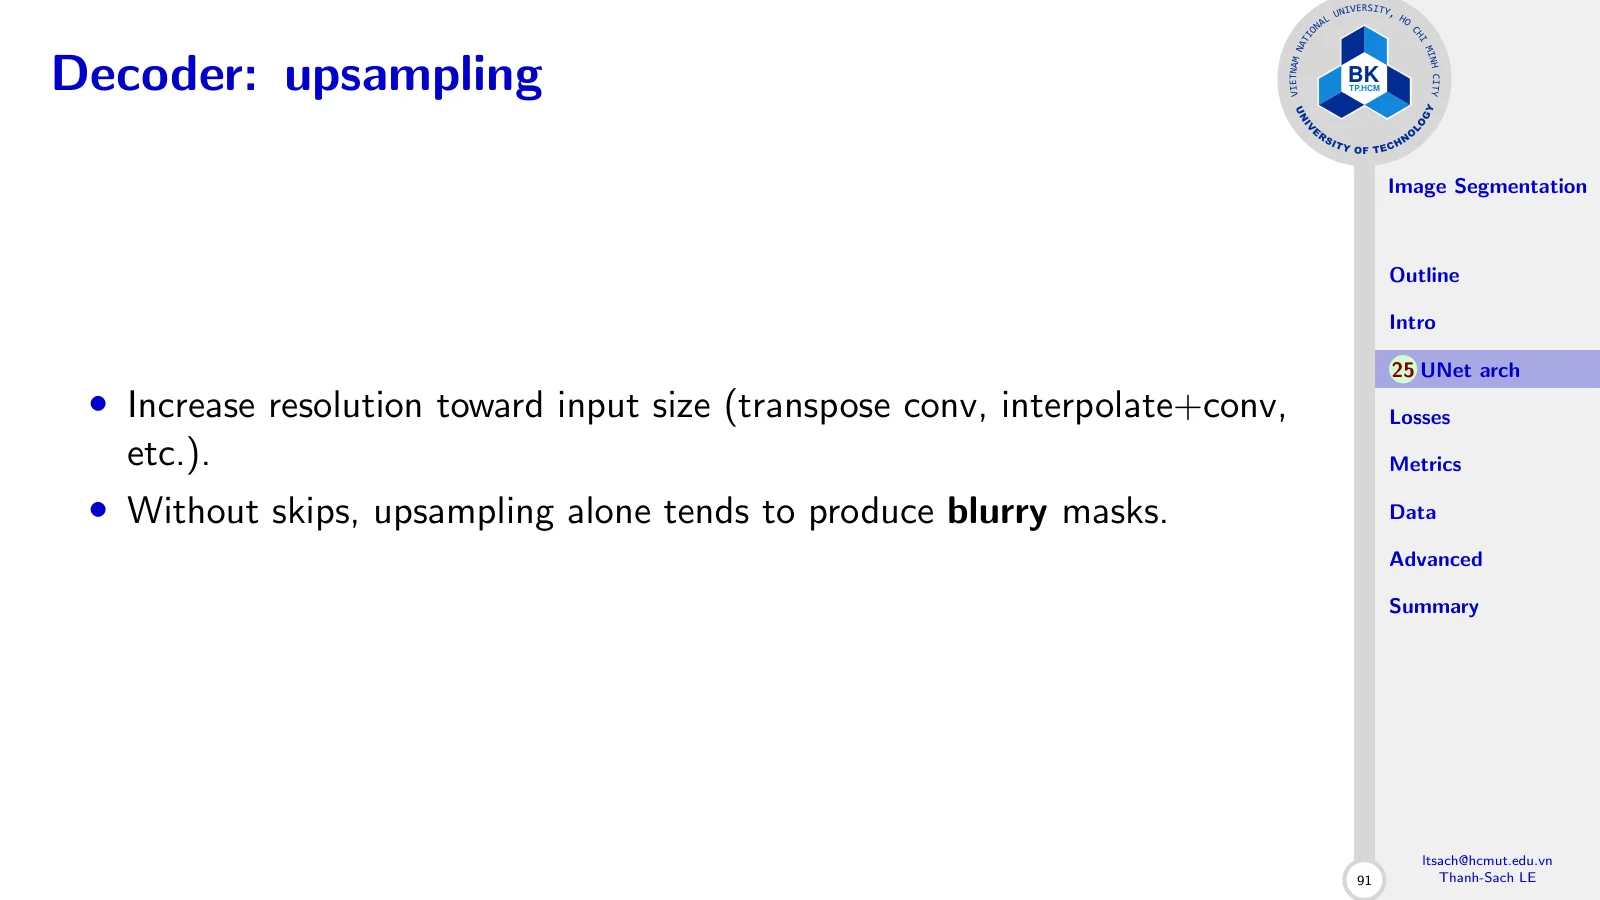 Decoder: upsampling
• Increase resolution toward input size (transpose conv, interpolate+conv,
etc.).
• Without skips, upsampling alone tends to produce blurry masks.
VIETNAM NATIONAL UNIVERSITY, HO CHI MINH CITY
BK
TP.HCM
UNIVERSITY OF TECHNOLOGY
Image Segmentation
Outline
Intro
25 UNet arch
Losses
Metrics
Data
Advanced
Summary
ltsach@hcmut.edu.vn
Thanh-Sach LE
91